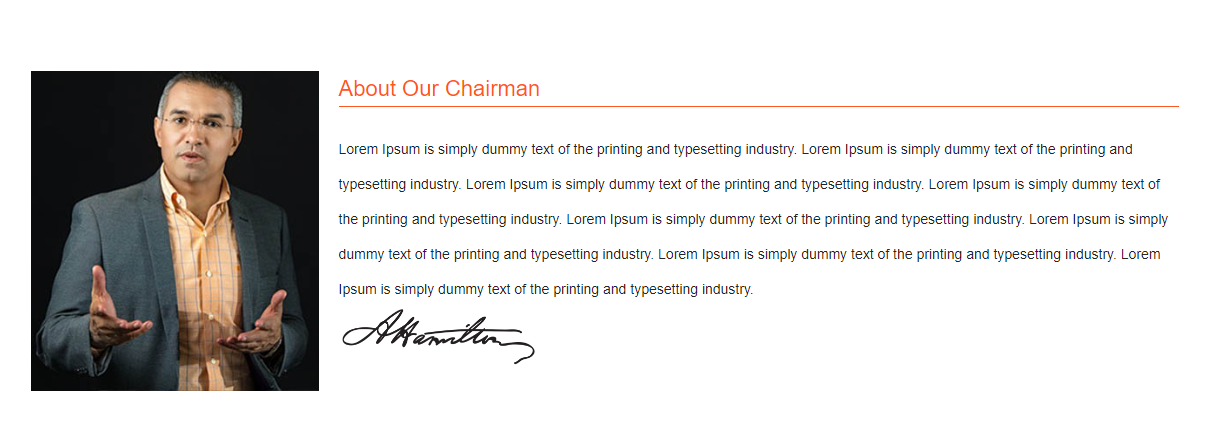 About Our Chairman
Lorem Ipsum is simply dummy text of the printing and typesetting industry. Lorem Ipsum is simply dummy text of the printing and
typesetting industry. Lorem Ipsum is simply dummy text of the printing and typesetting industry. Lorem Ipsum is simply dummy text of
the printing and typesetting industry. Lorem Ipsum is simply dummy text of the printing and typesetting industry. Lorem Ipsum is simply
dummy text of the printing and typesetting industry. Lorem Ipsum is simply dummy text of the printing and typesetting industry. Lorem
Ipsum is simply dummy text of the printing and typesetting industry.
A Hamilton